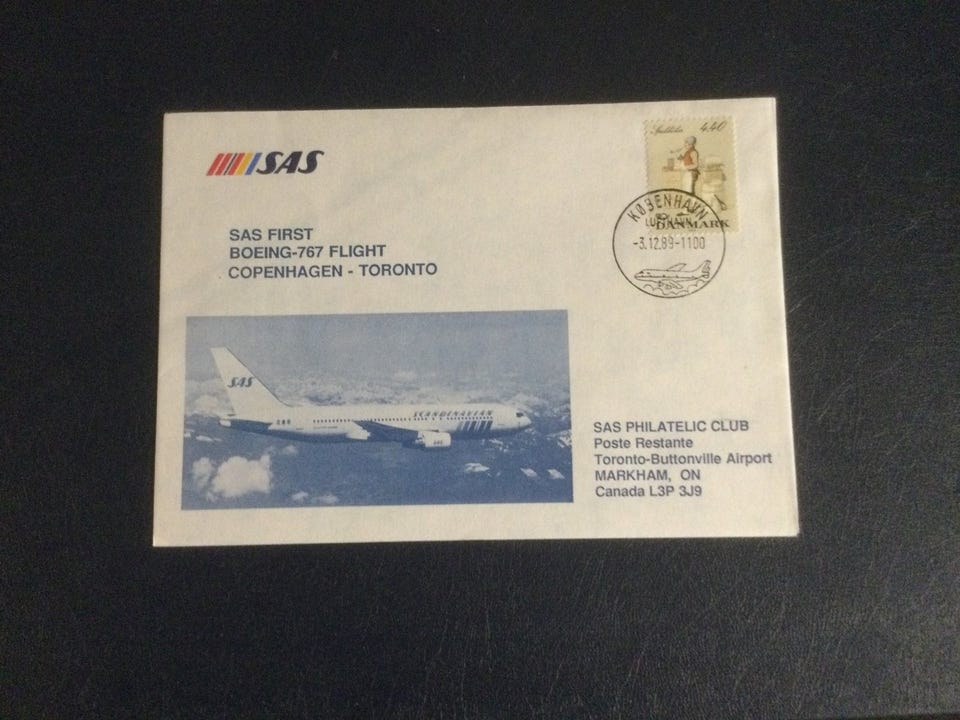 SAS
4.40
DANMARK
KØBENHAVN
LUFTHAVN
-3.12.89-1100
SAS FIRST
BOEING-767 FLIGHT
COPENHAGEN - TORONTO
SAS
SCANDINAVIAN
SAS PHILATELIC CLUB
Poste Restante
Toronto-Buttonville Airport
MARKHAM, ON
Canada L3P 3J9